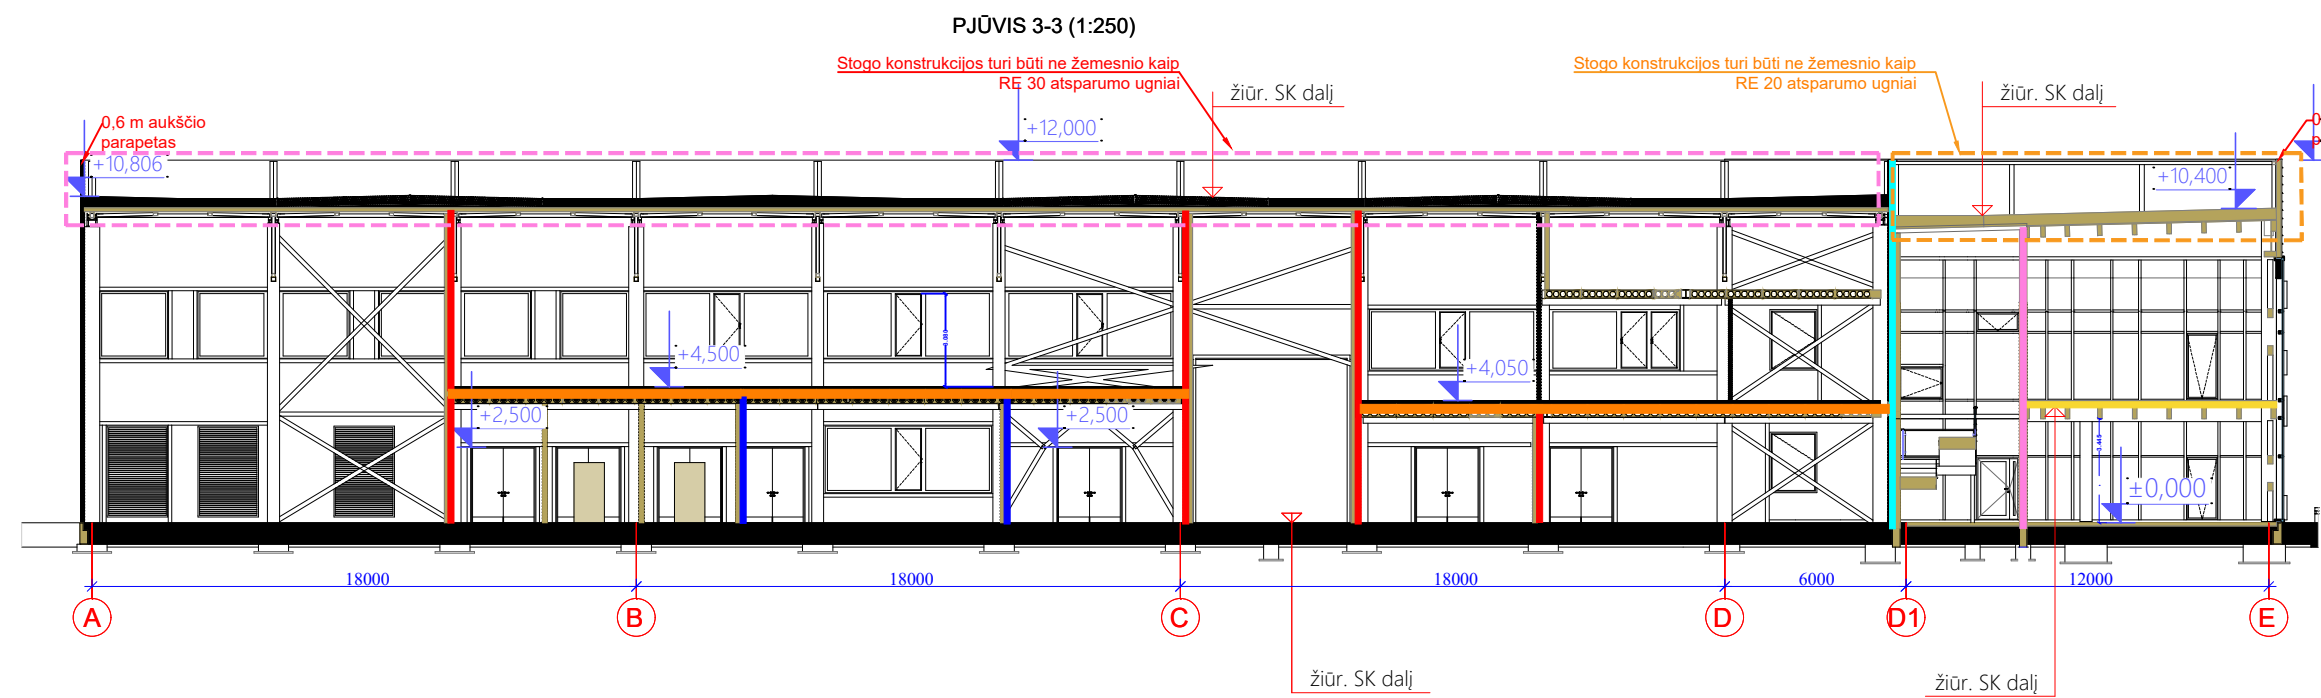 PJŪVIS 3-3 (1:250)
Stogo konstrukcijos turi būti ne žemesnio kaip
RE 30 atsparumo ugniai
Stogo konstrukcijos turi būti ne žemesnio kaip
RE 20 atsparumo ugniai
žiūr. SK dalį
žiūr. SK dalį
0,6 m aukščio
parapetas
+12,000
+10,806
+10,400
+4,500
+4,050
+2,500
+2,500
±0,000
18000
18000
18000
6000
12000
A
B
C
D
D1
E
žiūr. SK dalį
žiūr. SK dalį